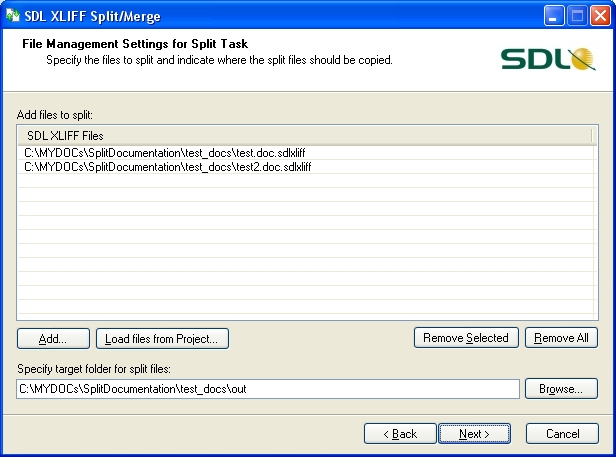 SDL XLIFF Split/Merge
File Management Settings for Split Task
Specify the files to split and indicate where the split files should be copied.
SDL
Add files to split:
SDL XLIFF Files
C:\MYDOCs\SplitDocumentation\test_docs\test.doc.sdlxliff
C:\MYDOCs\SplitDocumentation\test_docs\test2.doc.sdlxliff
Add... Load files from Project... Remove Selected Remove All
Specify target folder for split files:
C:\MYDOCs\SplitDocumentation\test_docs\out Browse...
< Back Next > Cancel